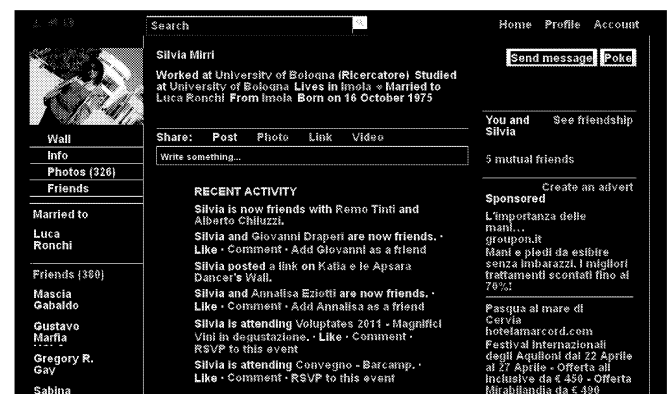 Search
Home Profile Account
Silvia Mirri
Send message Poke
Worked at University of Bologna (Ricercatore) Studied
at University of Bologna Lives in Imola Married to
Luca Ronchi From Imola Born on 16 October 1975
You and Silvia
See friendship
5 mutual friends
Wall
Info
Photos (326)
Friends
Share: Post Photo Link Video
Write something...
Married to
Luca
Ronchi
Friends (380)
Mascia
Gabaldo
Gustavo
Marfia
Gregory R.
Gay
Sabina
RECENT ACTIVITY
Silvia is now friends with Remo Tinti and
Alberto Chiluzzi.
Silvia and Giovanni Draperi are now friends. ·
Like · Comment · Add Giovanni as a friend
Silvia posted a link on Katia e le Apsara
Dancer's Wall.
Silvia and Annalisa Eziotti are now friends. ·
Like · Comment · Add Annalisa as a friend
Silvia is attending Voluptates 2011 - Magnifici
Vini in degustazione. · Like · Comment ·
RSVP to this event
Silvia is attending Convegno - Barcamp. ·
Like · Comment · RSVP to this event
Create an advert
Sponsored
L'importanza delle
mani...
groupon.it
Mani e piedi da esibire
senza imbarazzi. I migliori
trattamenti scontati fino al
70%!
Pasqua al mare di
Cervia
hotelamarcord.com
Festival Internazionali
degli Aquiloni dal 22 Aprile
al 27 Aprile - Offerta all
inclusive da € 450 - Offerta
Mirabilandia da € 490